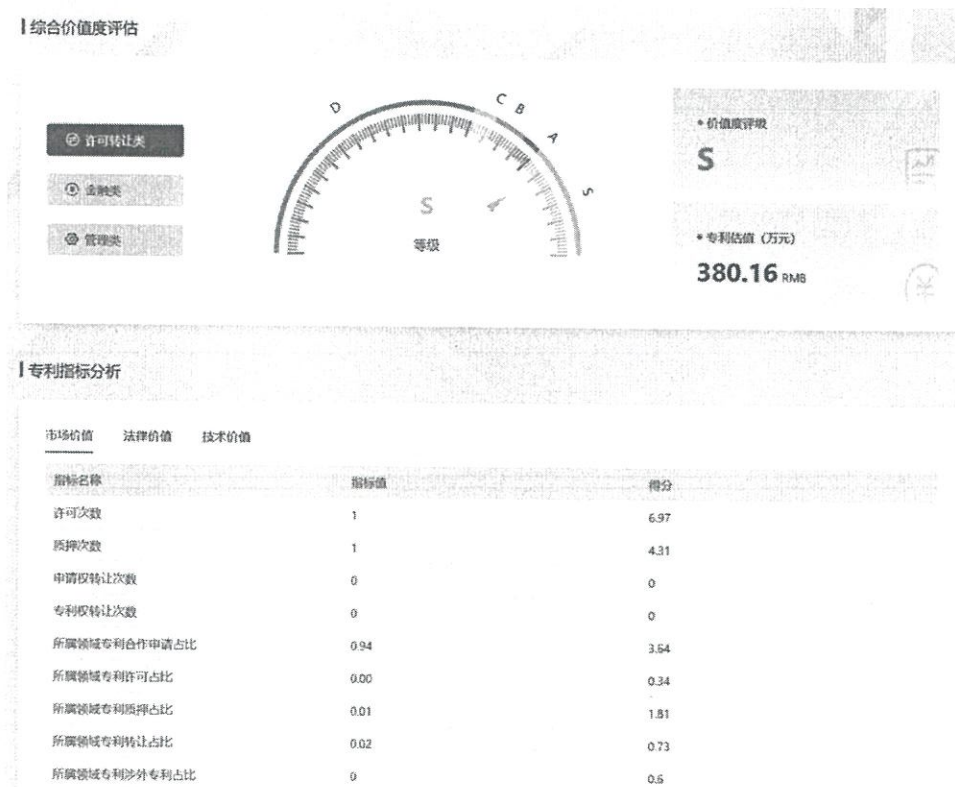 综合价值度评估
许可转让类
金融类
管理类
D
C
B
A
S
S
等级
• 价值度评级
S
• 专利估值（万元）
380.16 RMB
专利指标分析
市场价值 法律价值 技术价值
指标名称 指标值 得分
许可次数 1 6.97
质押次数 1 4.31
申请权转让次数 0 0
专利权转让次数 0 0
所属领域专利合作申请占比 0.94 3.64
所属领域专利许可占比 0.00 0.34
所属领域专利质押占比 0.01 1.81
所属领域专利转让占比 0.02 0.73
所属领域专利涉外专利占比 0 0.6